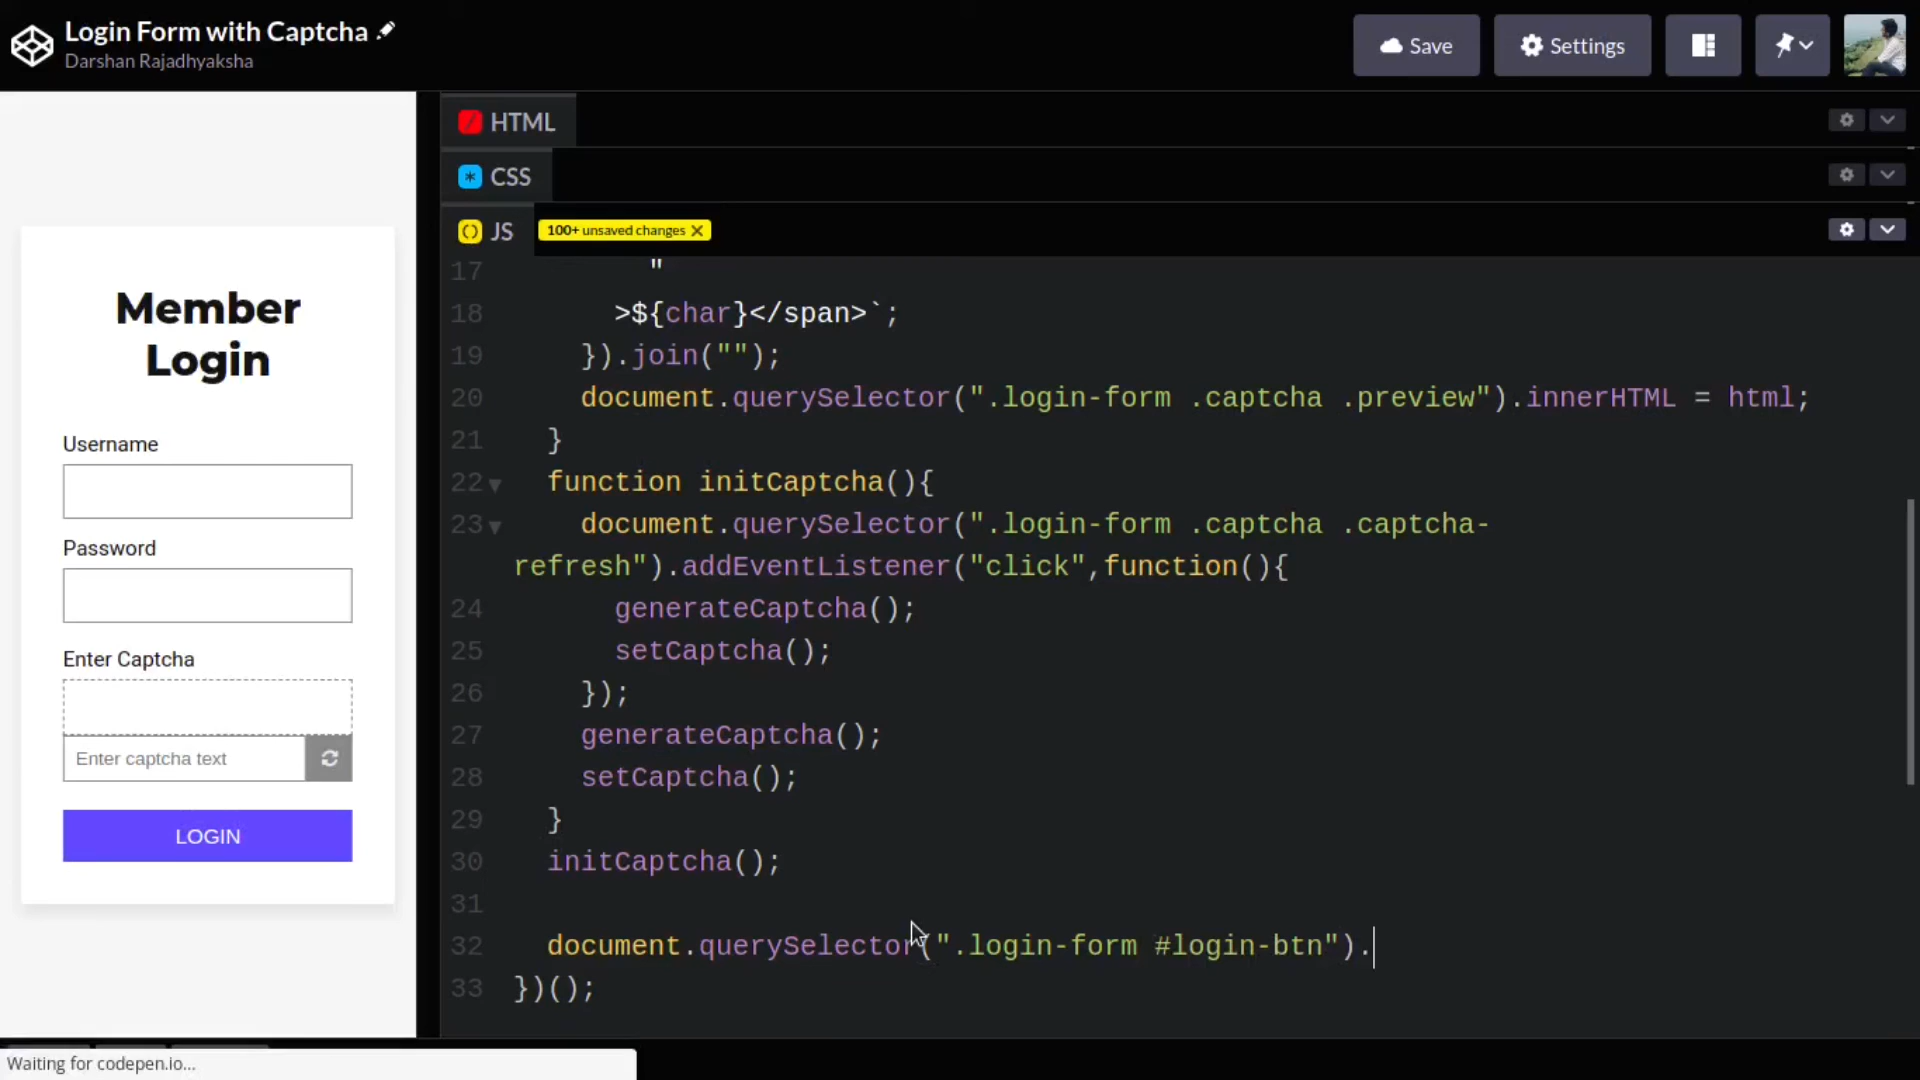 Login Form with Captcha
Darshan Rajadhyaksha
Save
Settings
HTML
CSS
JS
100+ unsaved changes
Member
Login
Username
Password
Enter Captcha
Enter captcha text
LOGIN
17 "
18 >${char}</span>`;
19 }).join("");
20 document.querySelector(".login-form .captcha .preview").innerHTML = html;
21 }
22 function initCaptcha(){
23 document.querySelector(".login-form .captcha .captcha-
refresh").addEventListener("click",function(){
24 generateCaptcha();
25 setCaptcha();
26 });
27 generateCaptcha();
28 setCaptcha();
29 }
30 initCaptcha();
31
32 document.querySelector(".login-form #login-btn").
33 })();
Waiting for codepen.io...